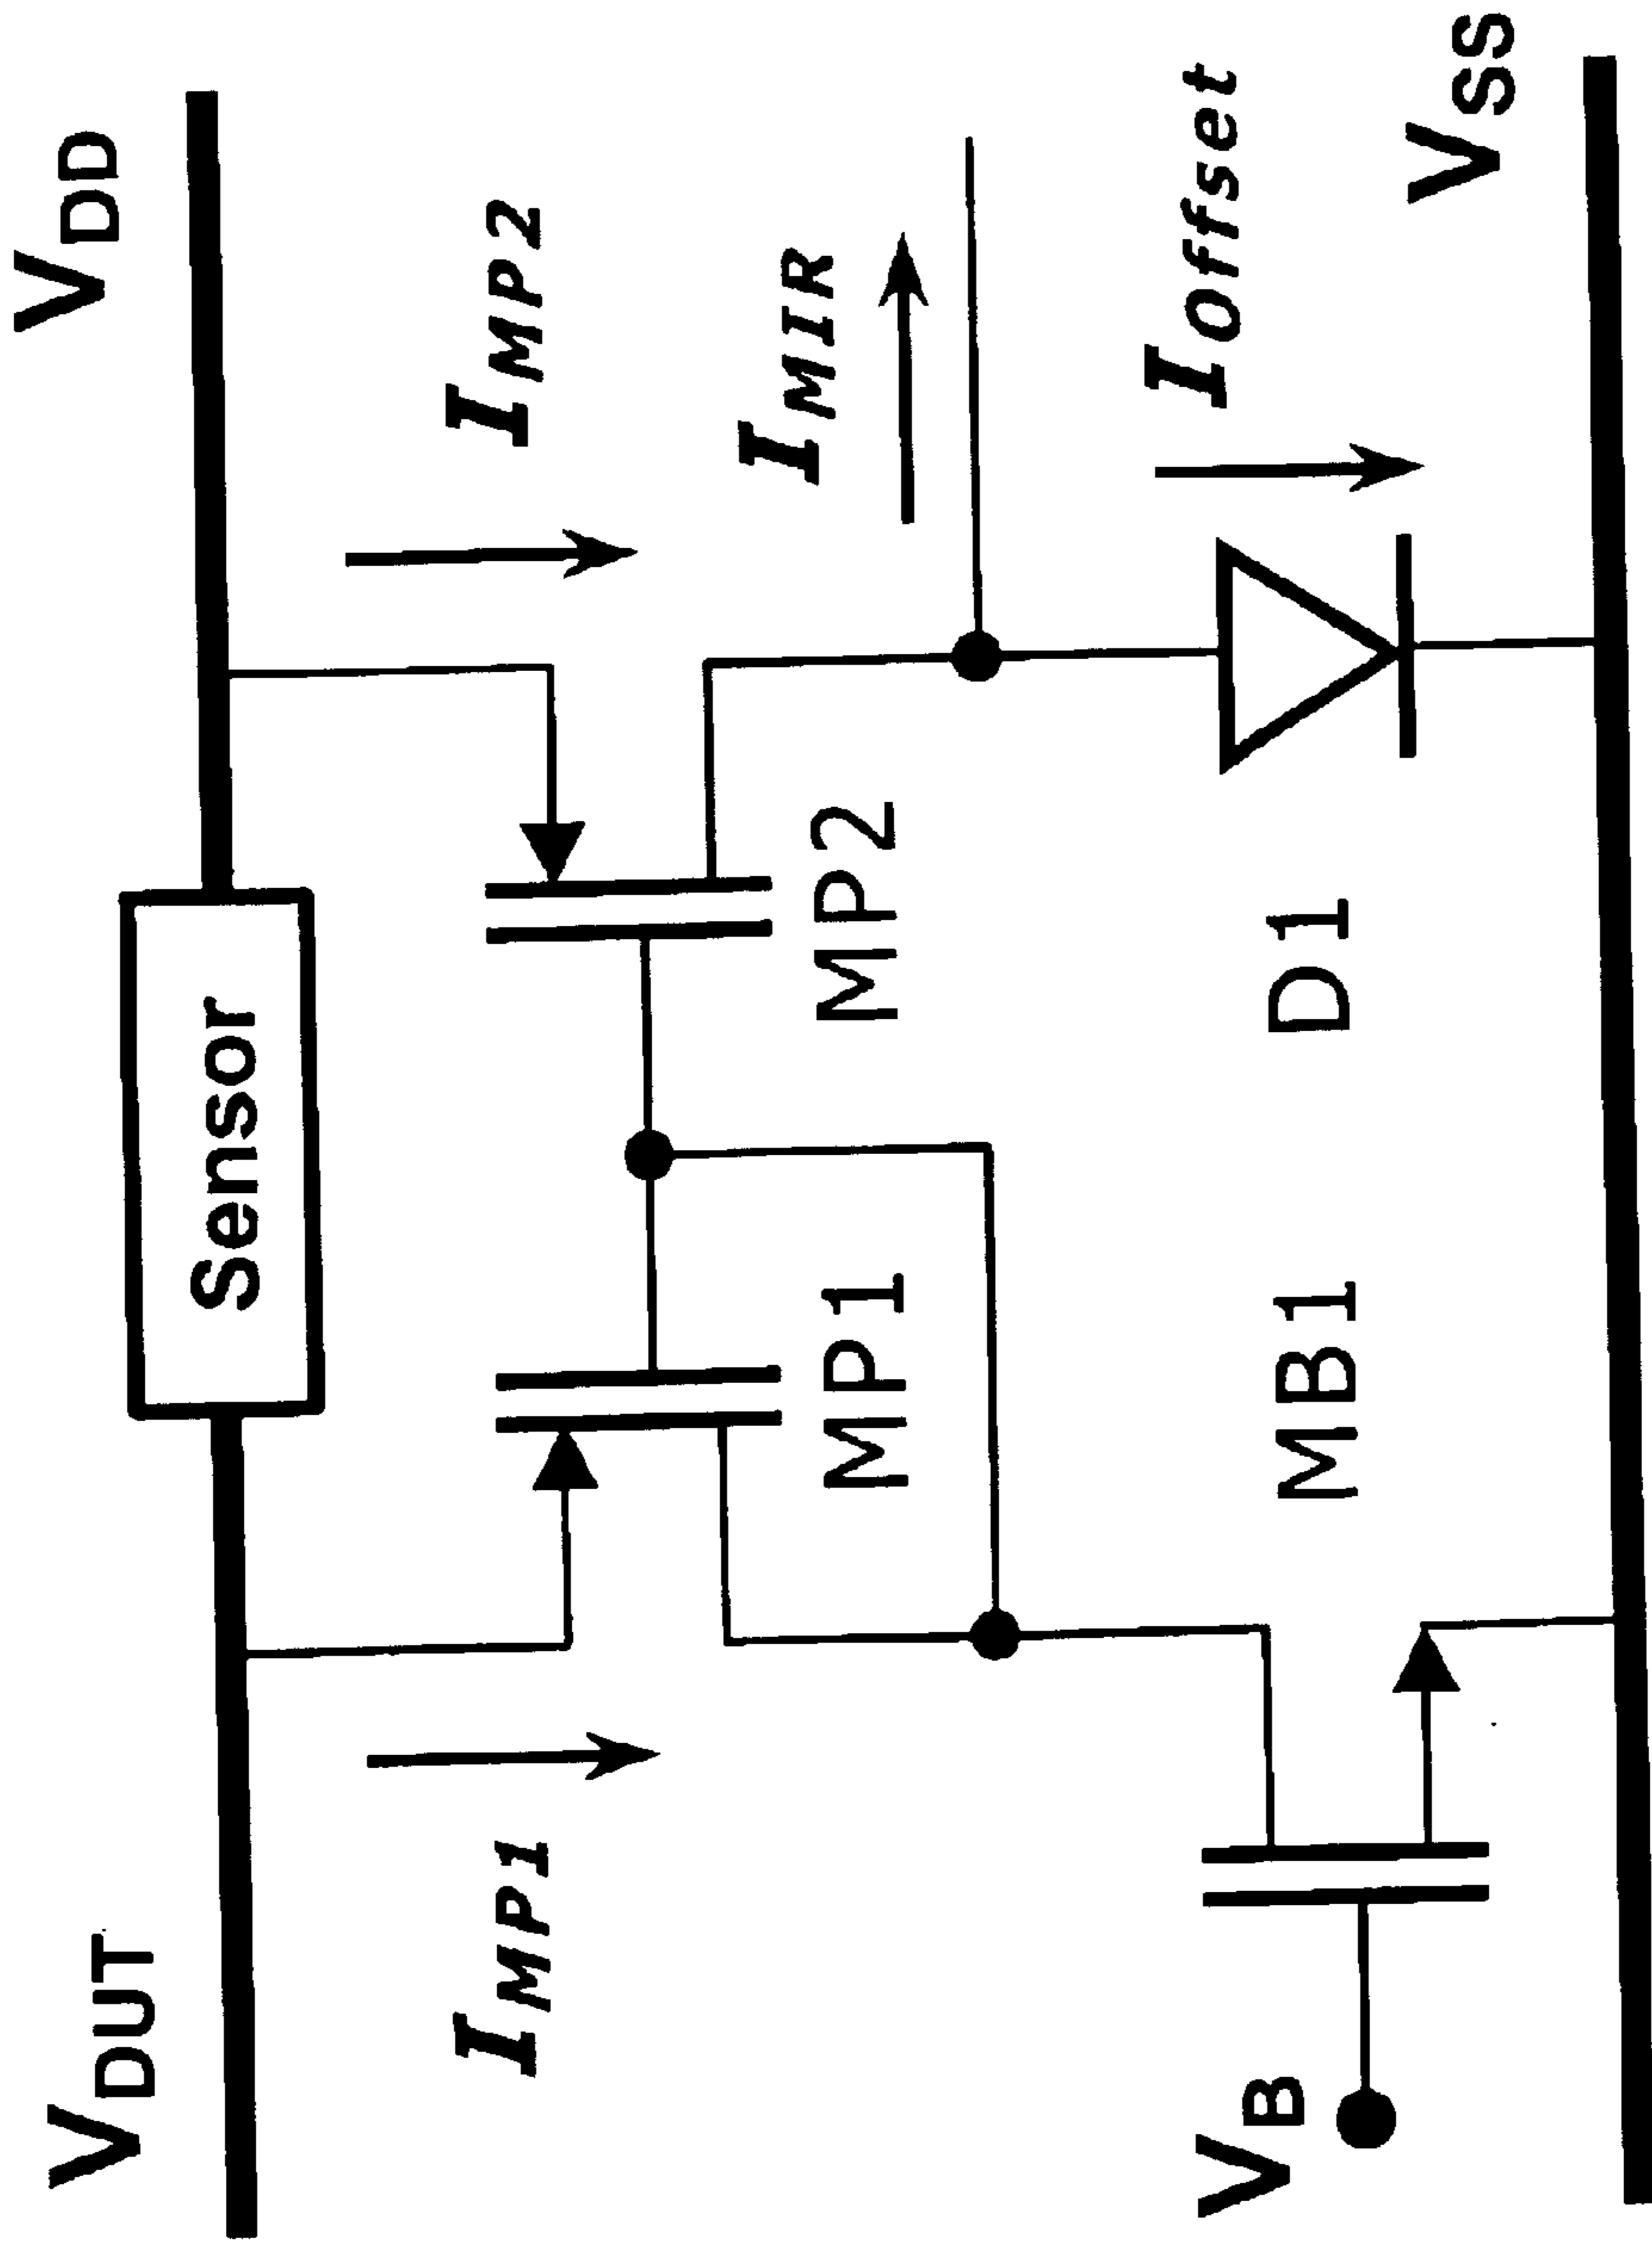 VDUT
VDD
Sensor
IMP1
IMP2
MP1
MP2
IMIR
VB
MB1
D1
IOffset
VSS